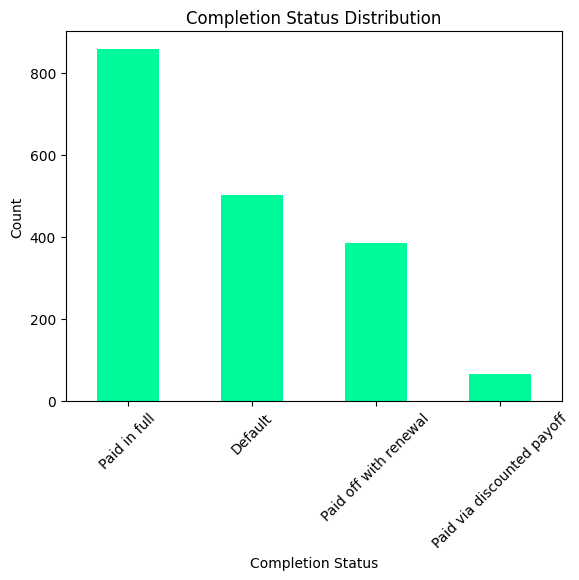 Completion Status Distribution
Count
800
600
400
200
0
Paid in full
Default
Paid off with renewal
Paid via discounted payoff
Completion Status